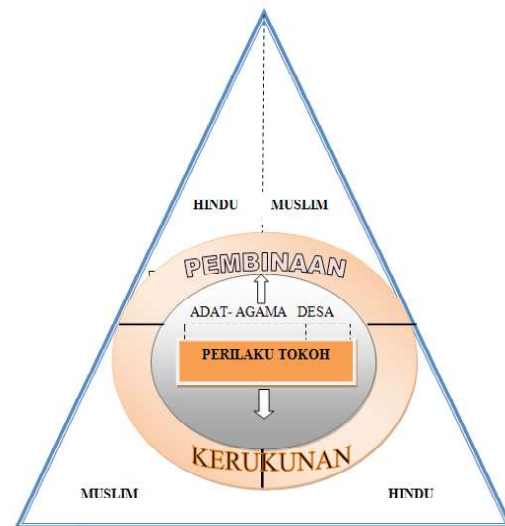 HINDU MUSLIM
PEMBINAAN
ADAT- AGAMA DESA
PERILAKU TOKOH
KERUKUNAN
MUSLIM HINDU